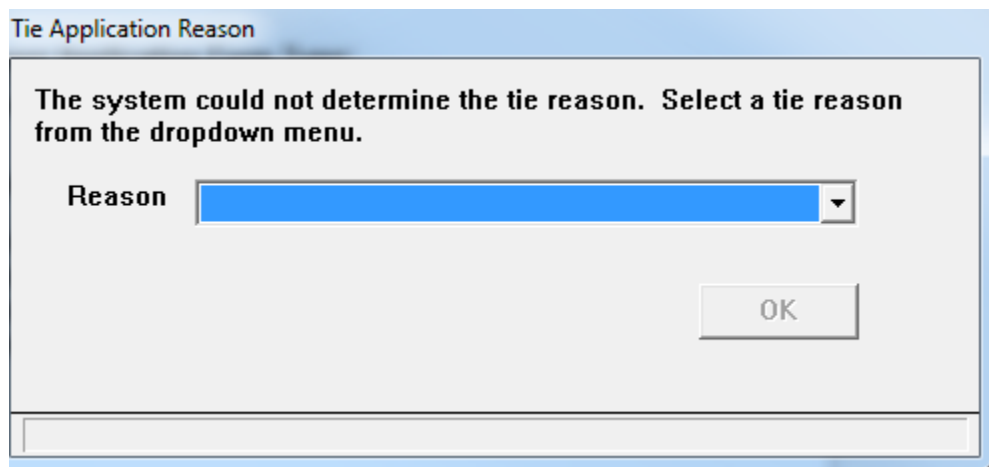 Tie Application Reason
The system could not determine the tie reason.  Select a tie reason
from the dropdown menu.
Reason
OK